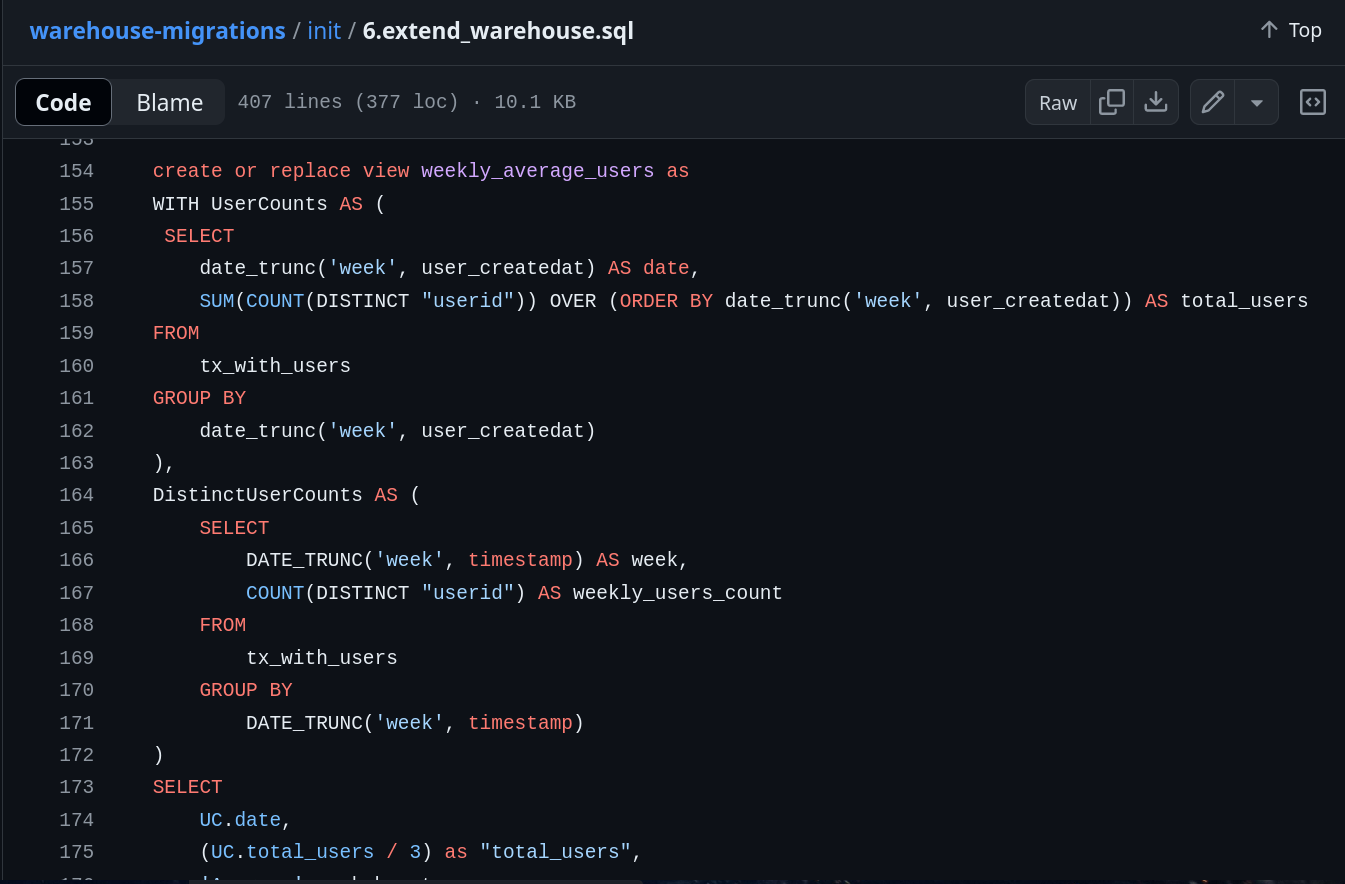 warehouse-migrations / init / 6.extend_warehouse.sql
Top
Code Blame 407 lines (377 loc) · 10.1 KB Raw
153
154 create or replace view weekly_average_users as
155 WITH UserCounts AS (
156 SELECT
157 date_trunc('week', user_createdat) AS date,
158 SUM(COUNT(DISTINCT "userid")) OVER (ORDER BY date_trunc('week', user_createdat)) AS total_users
159 FROM
160 tx_with_users
161 GROUP BY
162 date_trunc('week', user_createdat)
163 ),
164 DistinctUserCounts AS (
165 SELECT
166 DATE_TRUNC('week', timestamp) AS week,
167 COUNT(DISTINCT "userid") AS weekly_users_count
168 FROM
169 tx_with_users
170 GROUP BY
171 DATE_TRUNC('week', timestamp)
172 )
173 SELECT
174 UC.date,
175 (UC.total_users / 3) as "total_users",